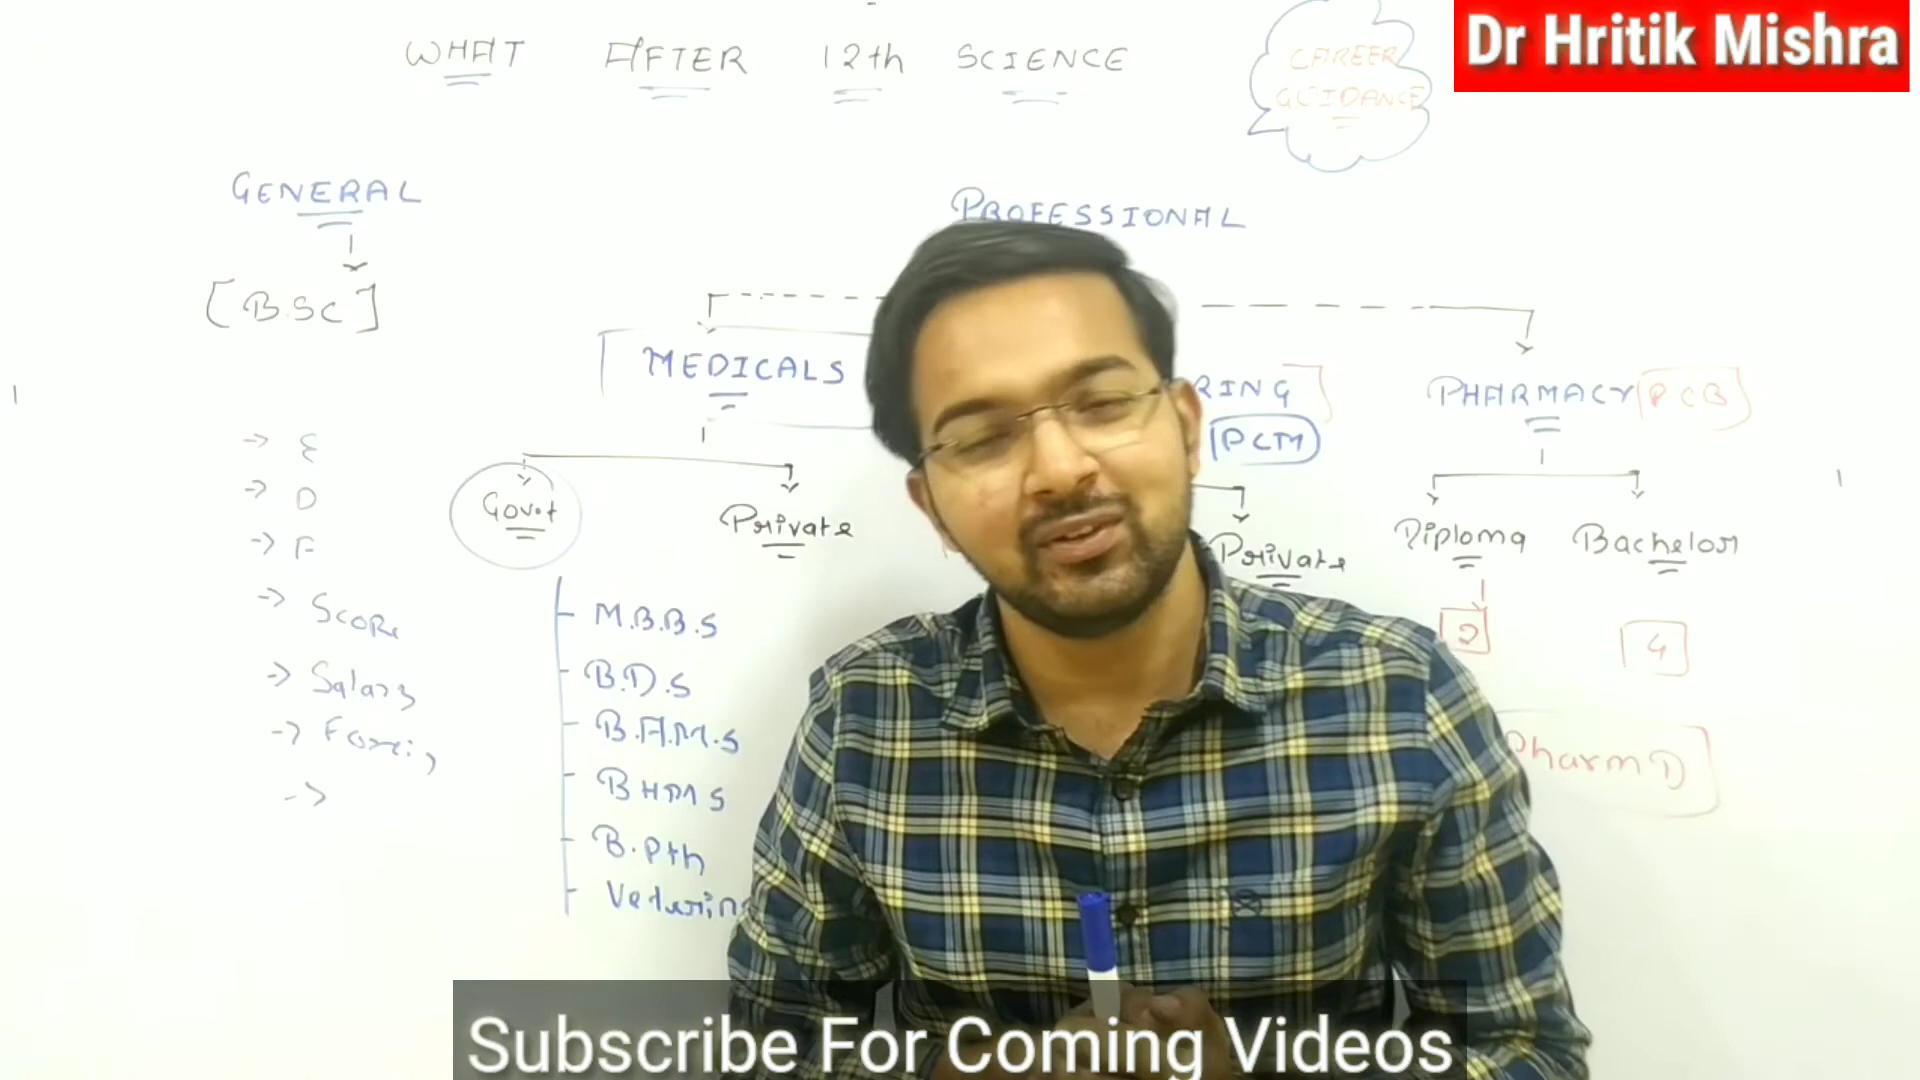 WHAT AFTER 12th SCIENCE
CAREER
GUIDANCE
Dr Hritik Mishra
GENERAL
[B.SC]
PROFESSIONAL
MEDICALS
Govt
Private
M.B.B.S
B.D.S
B.A.M.S
BHMS
B.Pth
RING
PCM
Private
PHARMACY PCB
Diploma
Bachelor
2
4
PharmD
-> E
-> D
-> F
-> Score
-> Salary
->
Subscribe For Coming Videos